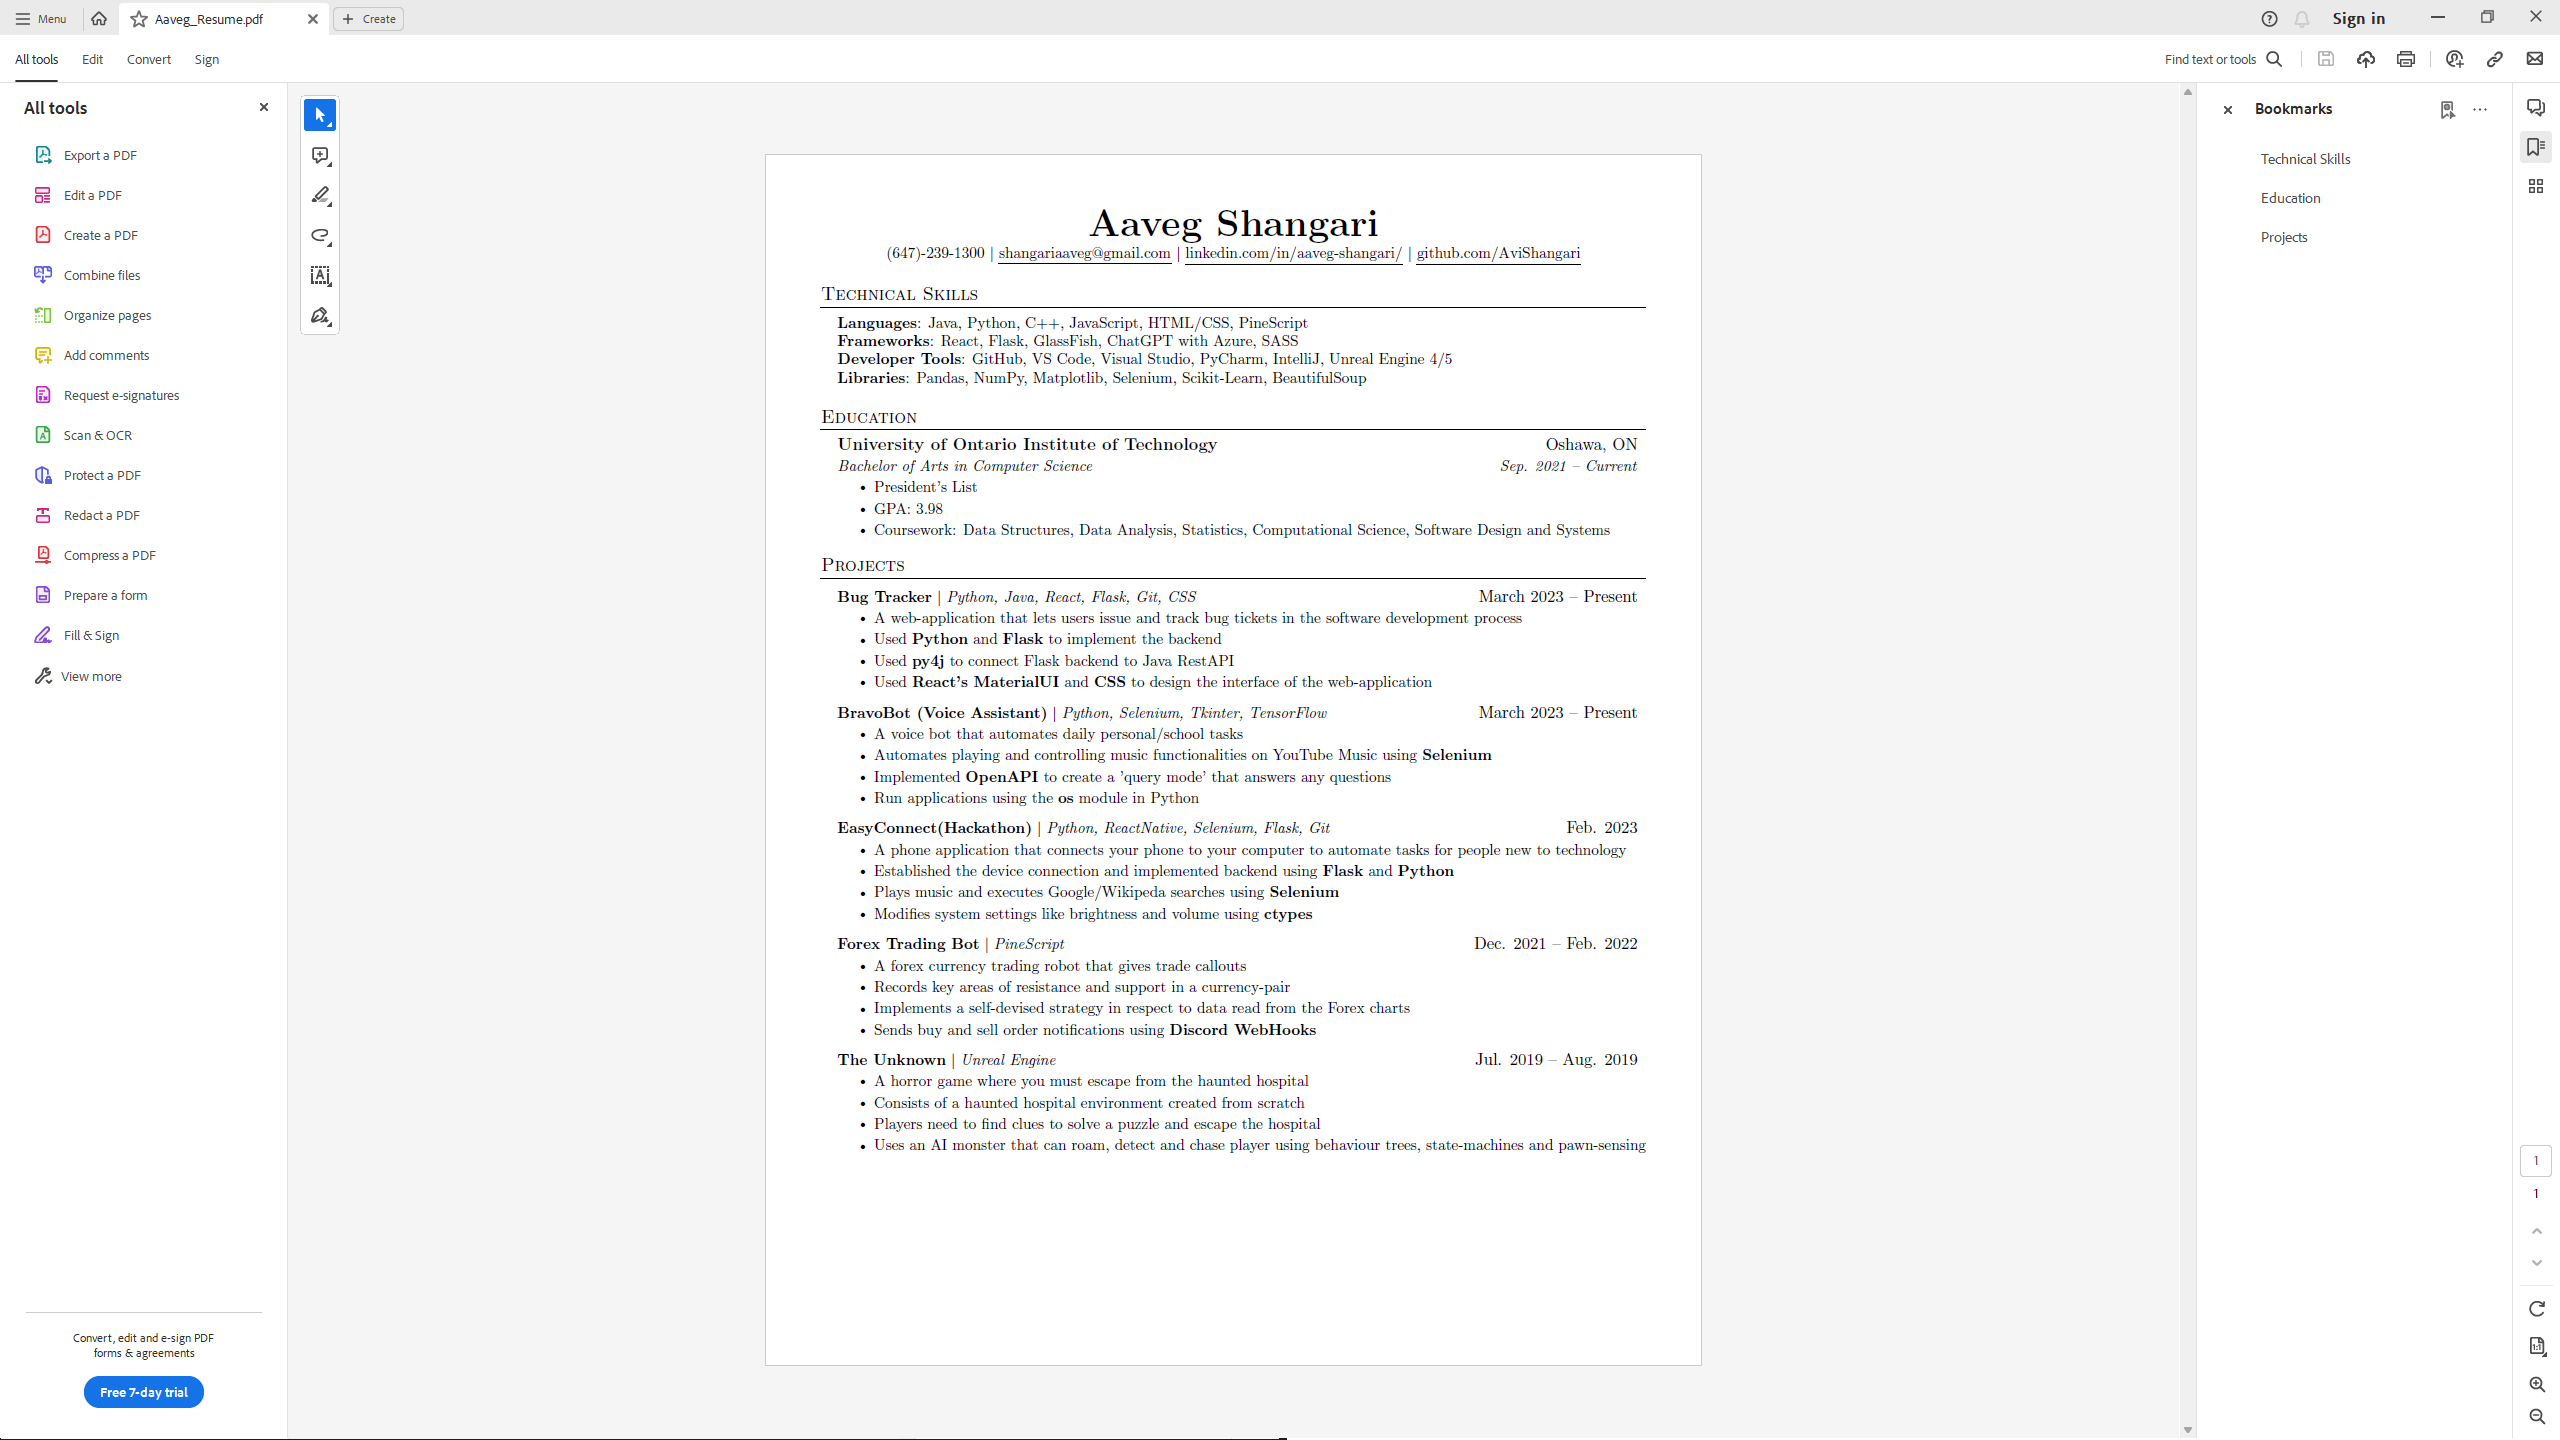 Menu
Aaveg_Resume.pdf
Create
Sign in
All tools
Edit
Convert
Sign
Find text or tools
All tools
Export a PDF
Edit a PDF
Create a PDF
Combine files
Organize pages
Add comments
Request e-signatures
Scan & OCR
Protect a PDF
Redact a PDF
Compress a PDF
Prepare a form
Fill & Sign
View more
Convert, edit and e-sign PDF
forms & agreements
Free 7-day trial
Aaveg Shangari
(647)-239-1300 | shangariaaveg@gmail.com | linkedin.com/in/aaveg-shangari/ | github.com/AviShangari
Technical Skills
Languages: Java, Python, C++, JavaScript, HTML/CSS, PineScript
Frameworks: React, Flask, GlassFish, ChatGPT with Azure, SASS
Developer Tools: GitHub, VS Code, Visual Studio, PyCharm, IntelliJ, Unreal Engine 4/5
Libraries: Pandas, NumPy, Matplotlib, Selenium, Scikit-Learn, BeautifulSoup
Education
University of Ontario Institute of Technology Oshawa, ON
Bachelor of Arts in Computer Science Sep. 2021 – Current
• President's List
• GPA: 3.98
• Coursework: Data Structures, Data Analysis, Statistics, Computational Science, Software Design and Systems
Projects
Bug Tracker | Python, Java, React, Flask, Git, CSS March 2023 – Present
• A web-application that lets users issue and track bug tickets in the software development process
• Used Python and Flask to implement the backend
• Used py4j to connect Flask backend to Java RestAPI
• Used React's MaterialUI and CSS to design the interface of the web-application
BravoBot (Voice Assistant) | Python, Selenium, Tkinter, TensorFlow March 2023 – Present
• A voice bot that automates daily personal/school tasks
• Automates playing and controlling music functionalities on YouTube Music using Selenium
• Implemented OpenAPI to create a 'query mode' that answers any questions
• Run applications using the os module in Python
EasyConnect(Hackathon) | Python, ReactNative, Selenium, Flask, Git Feb. 2023
• A phone application that connects your phone to your computer to automate tasks for people new to technology
• Established the device connection and implemented backend using Flask and Python
• Plays music and executes Google/Wikipeda searches using Selenium
• Modifies system settings like brightness and volume using ctypes
Forex Trading Bot | PineScript Dec. 2021 – Feb. 2022
• A forex currency trading robot that gives trade callouts
• Records key areas of resistance and support in a currency-pair
• Implements a self-devised strategy in respect to data read from the Forex charts
• Sends buy and sell order notifications using Discord WebHooks
The Unknown | Unreal Engine Jul. 2019 – Aug. 2019
• A horror game where you must escape from the haunted hospital
• Consists of a haunted hospital environment created from scratch
• Players need to find clues to solve a puzzle and escape the hospital
• Uses an AI monster that can roam, detect and chase player using behaviour trees, state-machines and pawn-sensing
Bookmarks
Technical Skills
Education
Projects
1
1